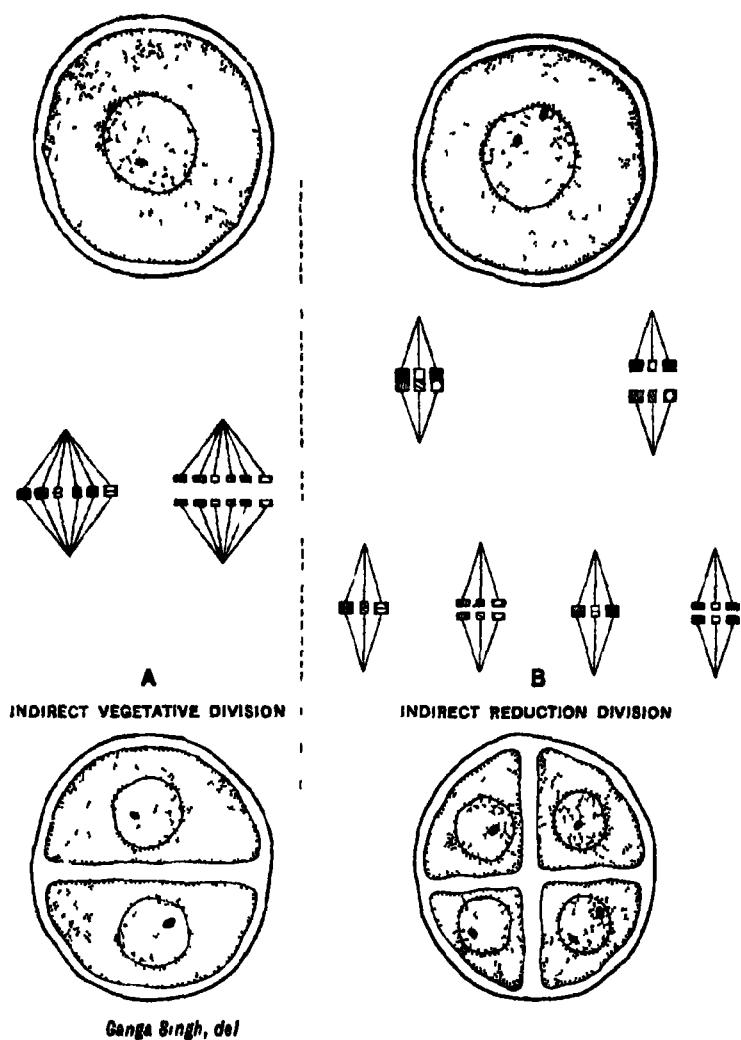 A
INDIRECT VEGETATIVE DIVISION
B
INDIRECT REDUCTION DIVISION
Ganga Singh, del